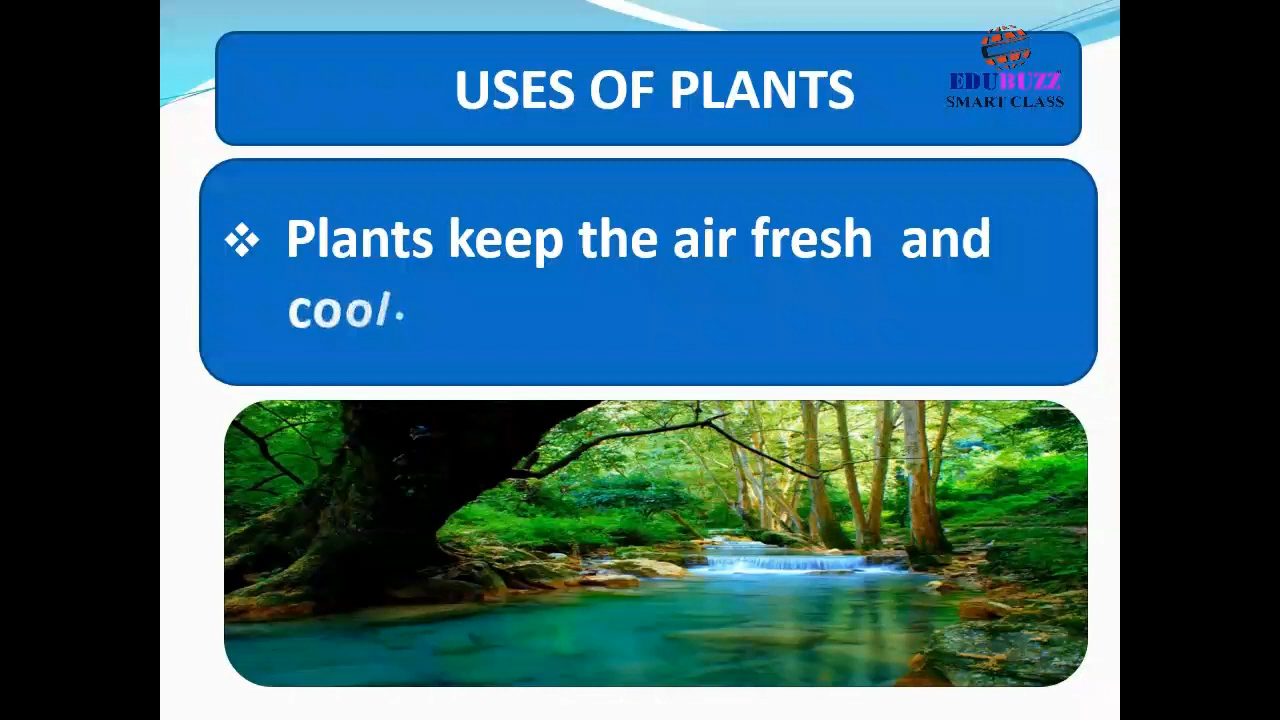 USES OF PLANTS
EDUBUZZ
SMART CLASS
❖ Plants keep the air fresh and
cool.